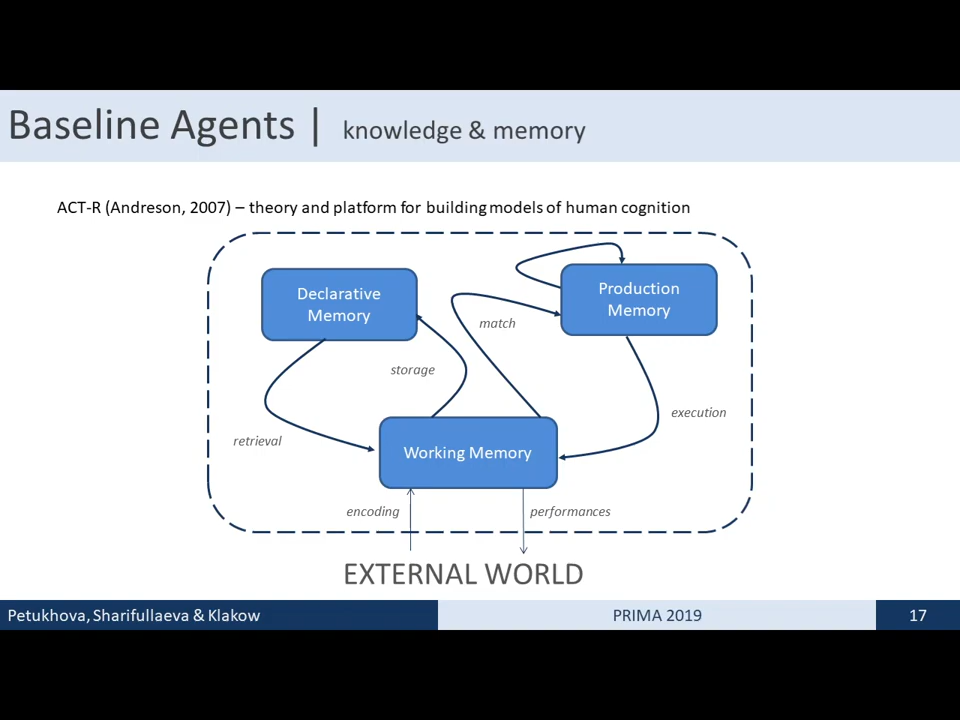 Baseline Agents | knowledge & memory
ACT-R (Andreson, 2007) – theory and platform for building models of human cognition
Declarative
Memory
Production
Memory
match
storage
execution
retrieval
Working Memory
encoding
performances
EXTERNAL WORLD
Petukhova, Sharifullaeva & Klakow
PRIMA 2019
17